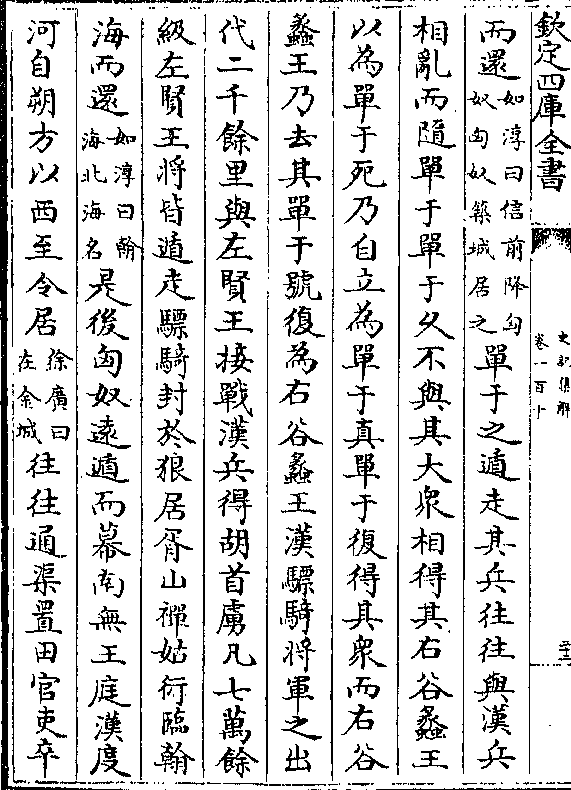 欽定四庫全書
史記集解
卷一百十
而還如淳曰信前降匈奴匈奴築城居之單于之遁走其兵往往與漢兵
相亂而隨單于單于久不與其大衆相得其右谷蠡王
以為單于死乃自立為單于真單于復得其衆而右谷
蠡王乃去其單于號復為右谷蠡王漢驃騎將軍之出
代二千餘里與左賢王接戰漢兵得胡首虜凡七萬餘
級左賢王將皆遁走驃騎封於狼居胥山禪姑衍臨翰
海而還如淳曰翰海北海名是後匈奴遠遁而幕南無王庭漢度
河自朔方以西至令居徐廣曰在金城往往通渠置田官吏卒